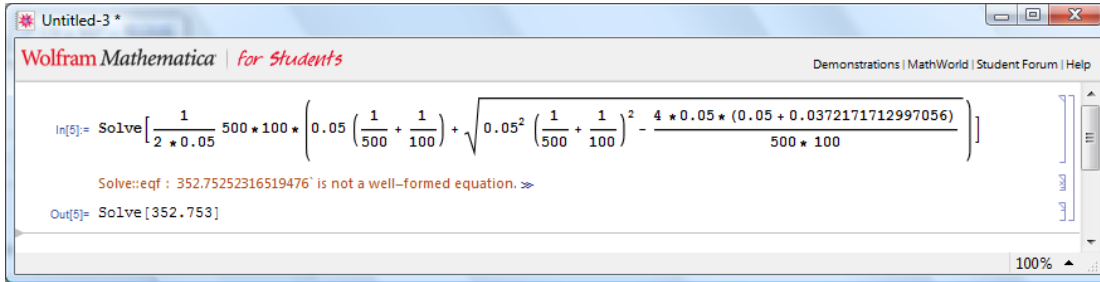 Untitled-3 *
Wolfram Mathematica | for Students
Demonstrations | MathWorld | Student Forum | Help
In[5]:= Solve[1/(2 * 0.05) 500 * 100 * (0.05 (1/500 + 1/100) + √(0.05^2 (1/500 + 1/100)^2 - (4 * 0.05 * (0.05 + 0.0372171712997056))/(500 * 100)))]
Solve::eqf : 352.75252316519476` is not a well-formed equation. ≫
Out[5]= Solve[352.753]
100%